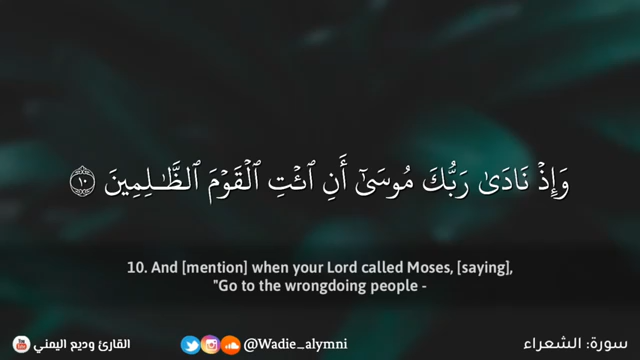 وَإِذْ نَادَىٰ رَبُّكَ مُوسَىٰٓ أَنِ ٱئْتِ ٱلْقَوْمَ ٱلظَّـٰلِمِينَ ١٠
10. And [mention] when your Lord called Moses, [saying],
"Go to the wrongdoing people -
القارئ وديع اليمني
@Wadie_alymni
سورة: الشعراء